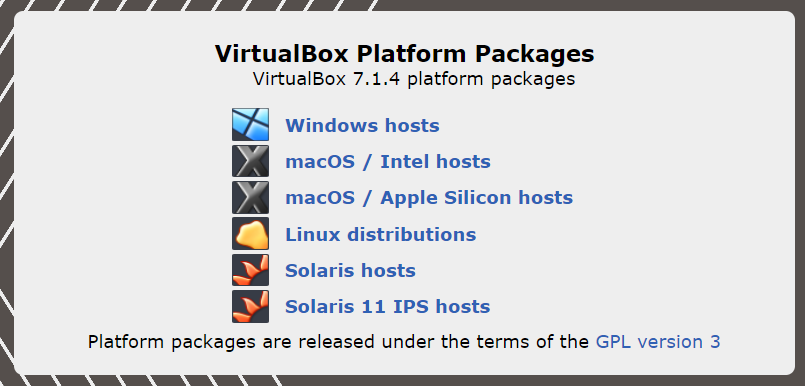 VirtualBox Platform Packages
VirtualBox 7.1.4 platform packages
Windows hosts
macOS / Intel hosts
macOS / Apple Silicon hosts
Linux distributions
Solaris hosts
Solaris 11 IPS hosts
Platform packages are released under the terms of the GPL version 3